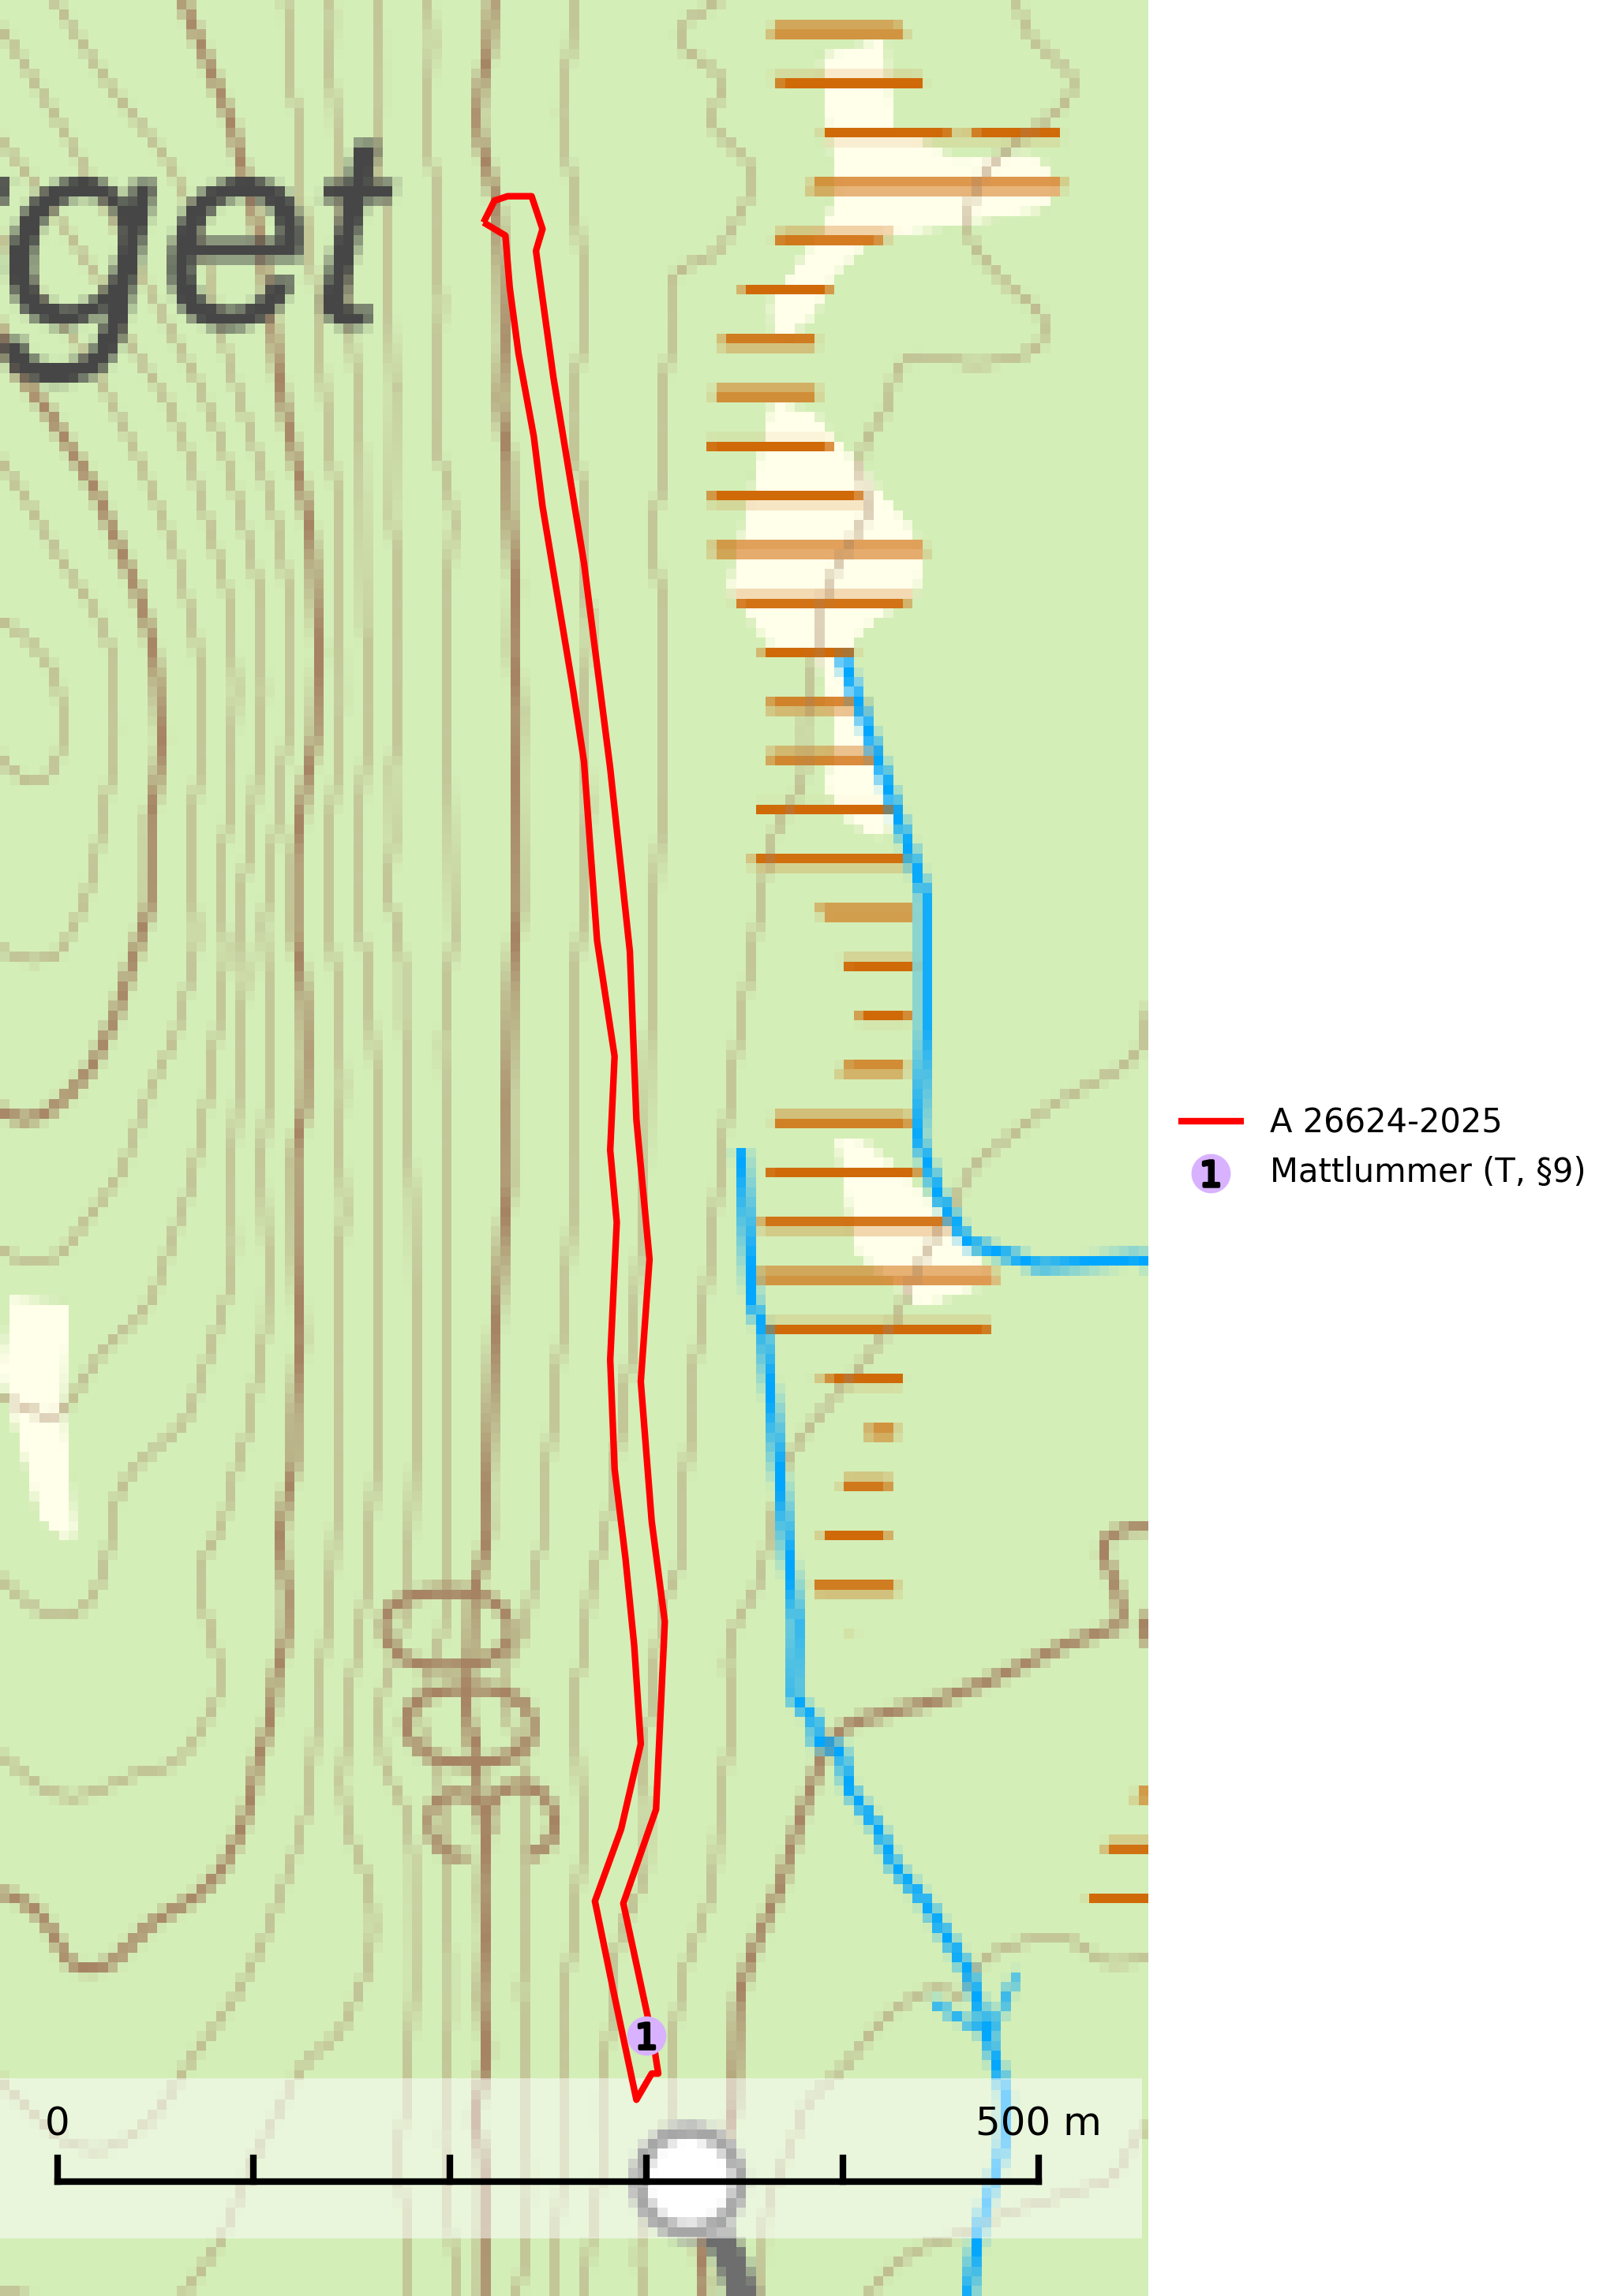 rget
A 26624-2025
1 Mattlummer (T, §9)
1
0 500 m